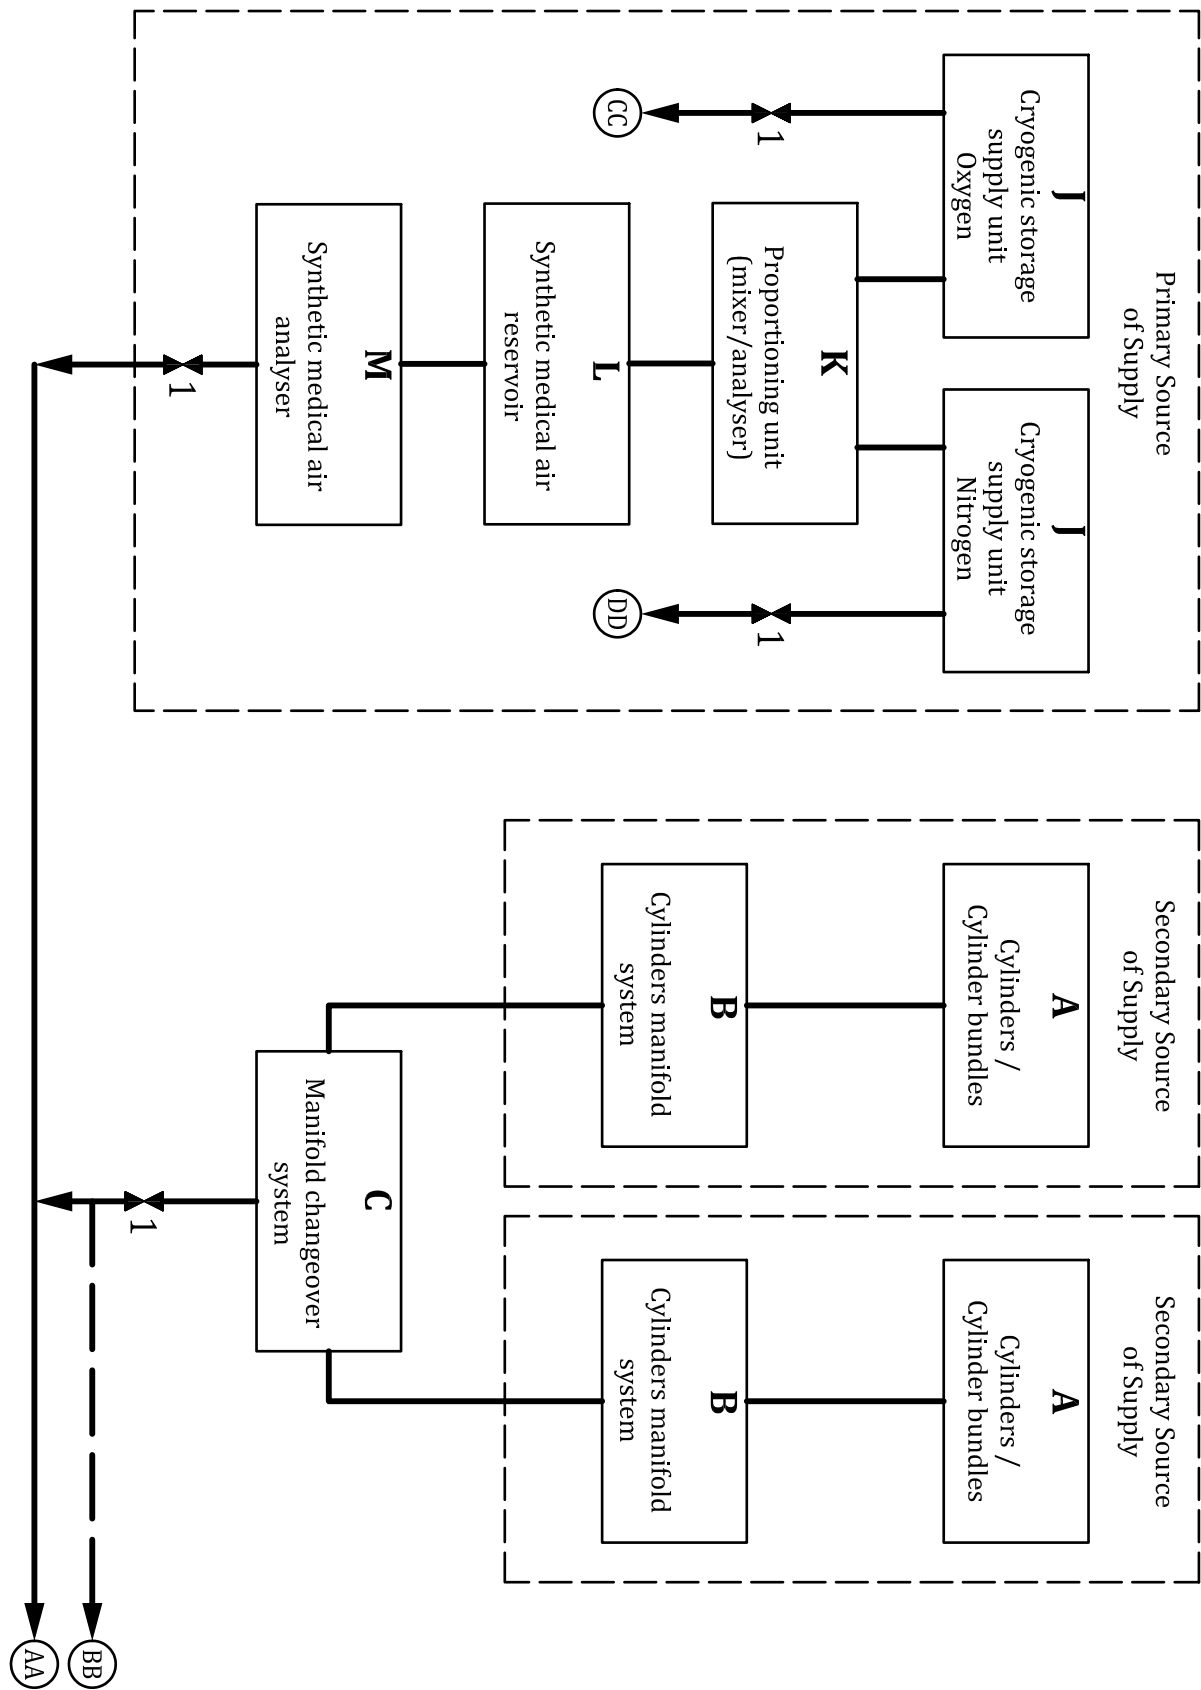 Primary Source
of Supply
J
Cryogenic storage
supply unit
Oxygen
J
Cryogenic storage
supply unit
Nitrogen
1
1
CC
DD
K
Proportioning unit
(mixer/analyser)
L
Synthetic medical air
reservoir
M
Synthetic medical air
analyser
1
Secondary Source
of Supply
A
Cylinders /
Cylinder bundles
B
Cylinders manifold
system
Secondary Source
of Supply
A
Cylinders /
Cylinder bundles
B
Cylinders manifold
system
C
Manifold changeover
system
1
BB
AA